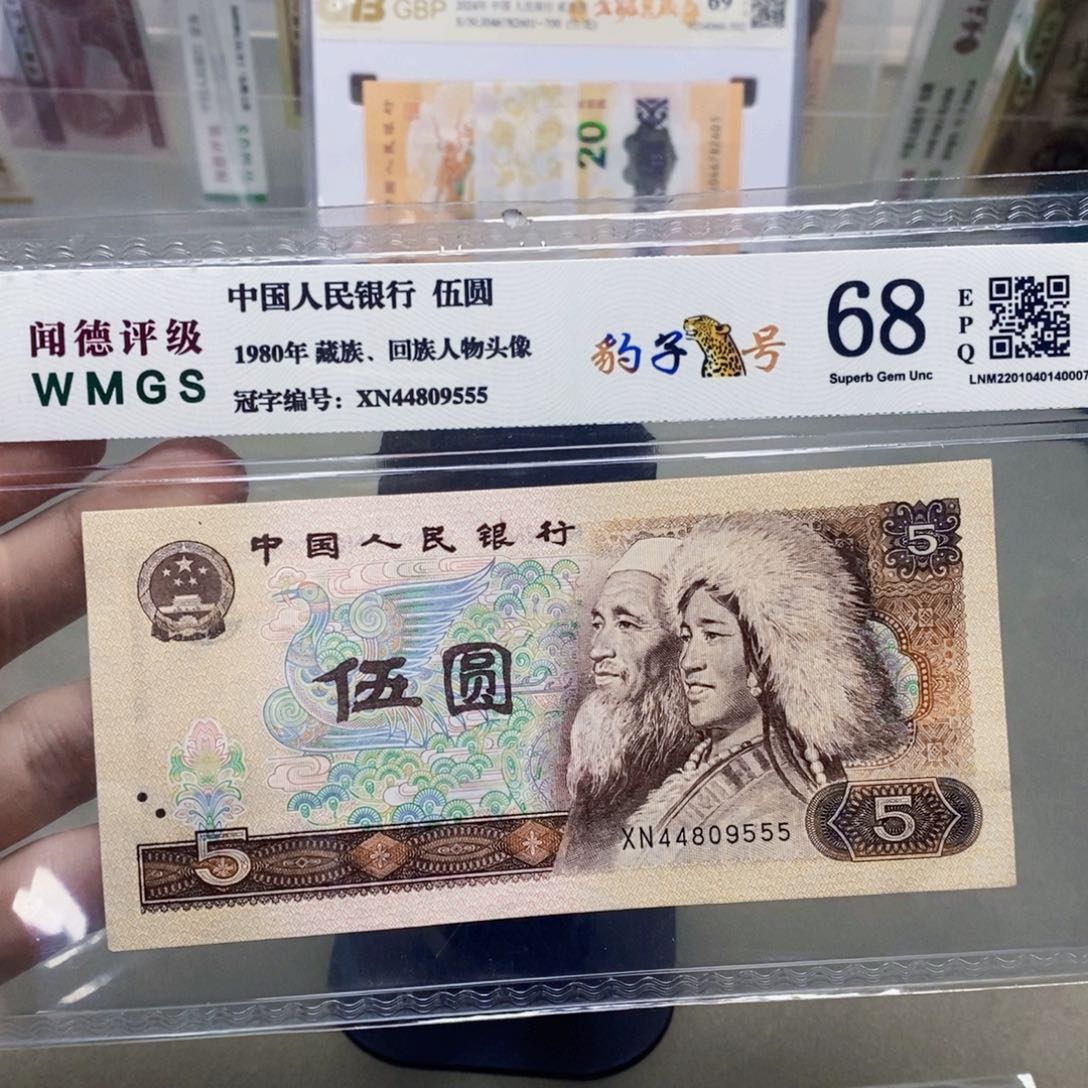 GBP
20
闻德评级
WMGS
中国人民银行 伍圆
1980年 藏族、回族人物头像
冠字编号：XN44809555
豹子号
68
Superb Gem Unc
EPQ
LNM2201040140007
中国人民银行
5
伍圆
XN44809555
5
5